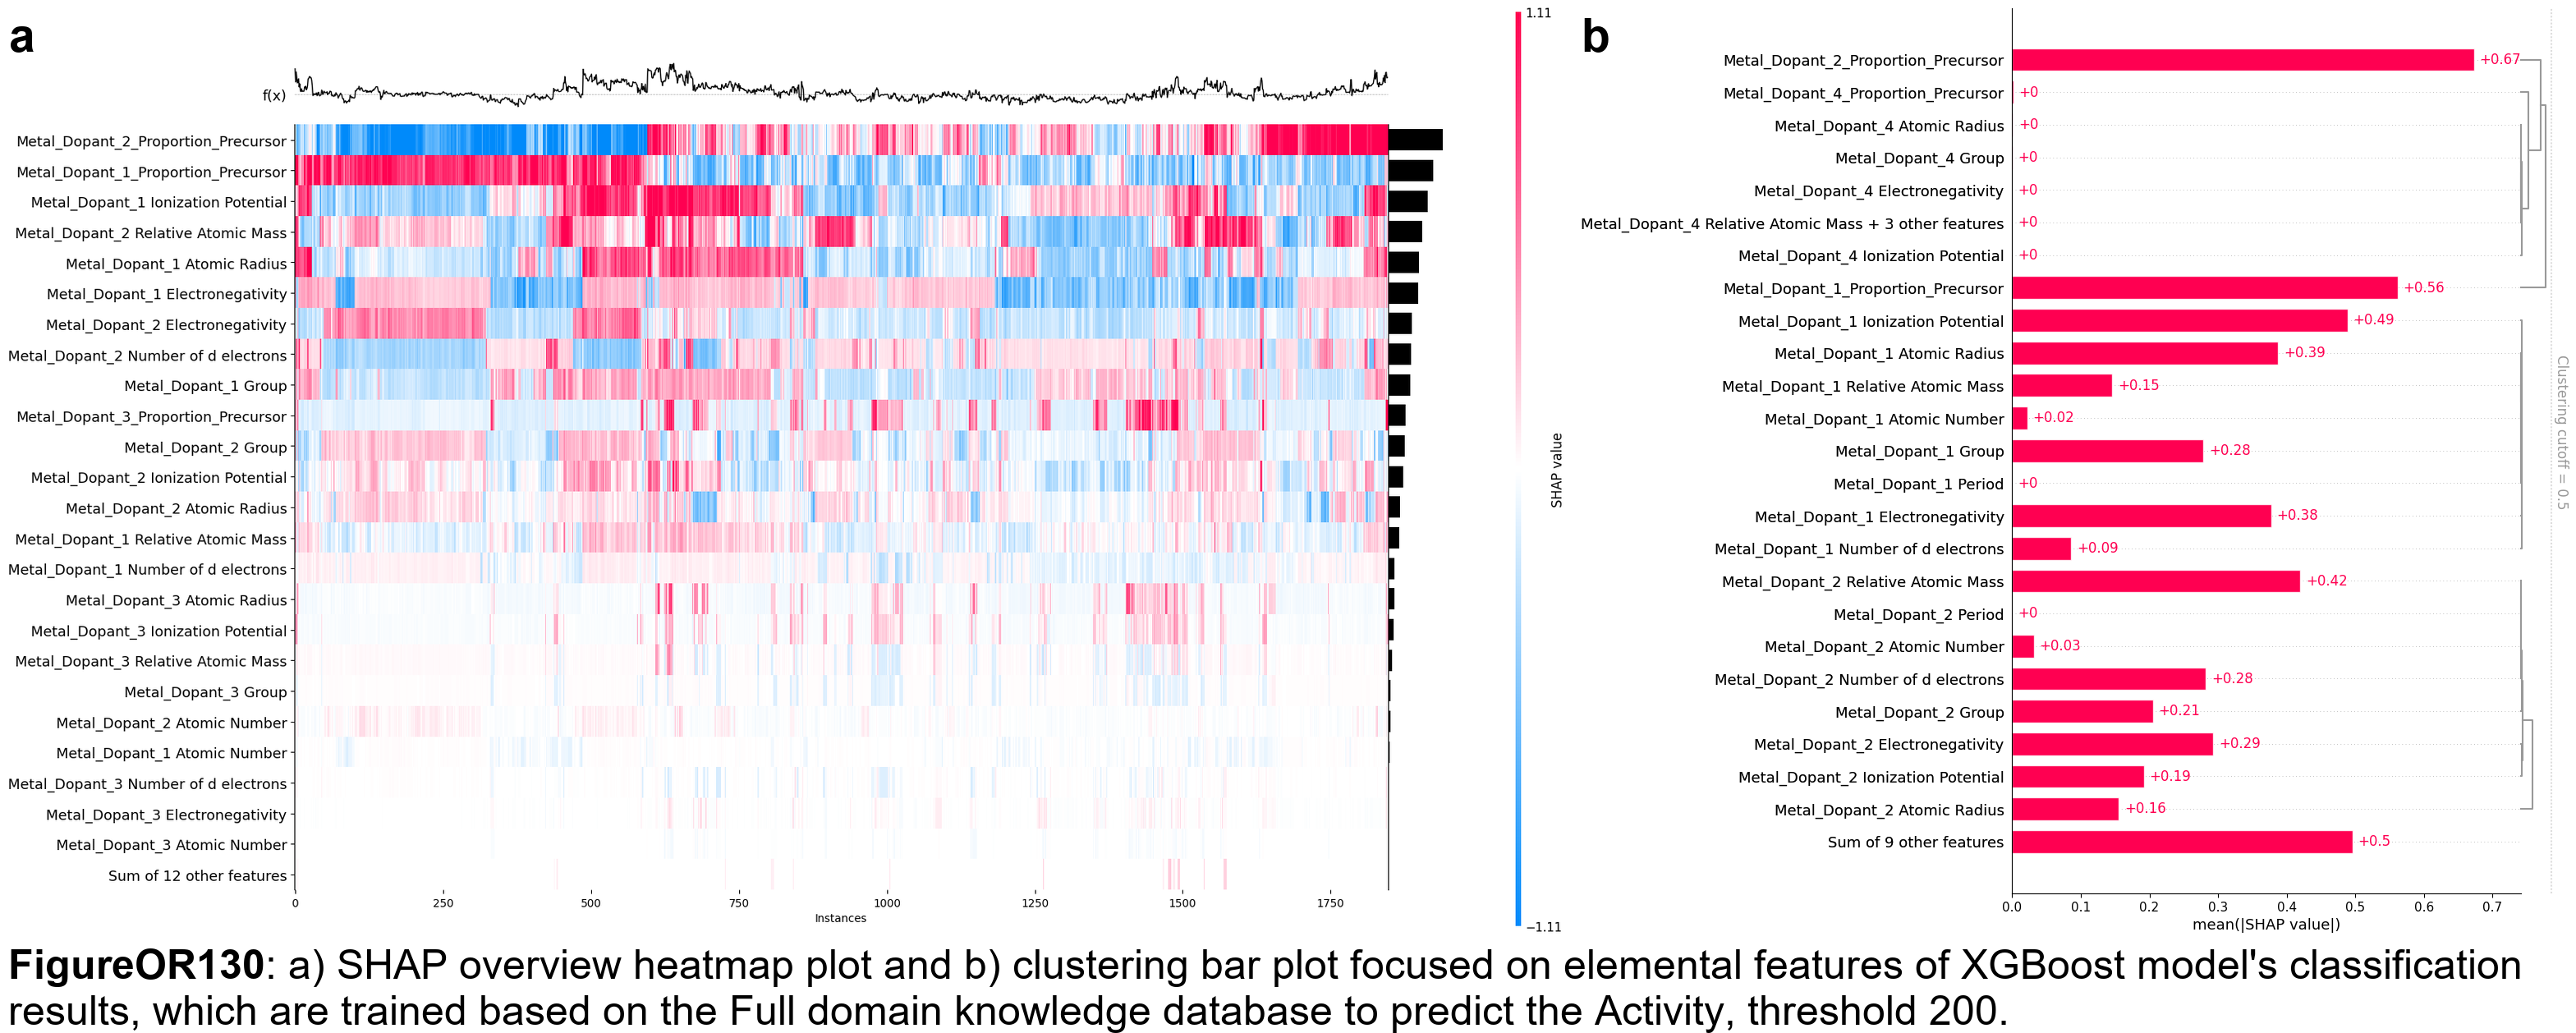 a
f(x)
Metal_Dopant_2_Proportion_Precursor
Metal_Dopant_1_Proportion_Precursor
Metal_Dopant_1 Ionization Potential
Metal_Dopant_2 Relative Atomic Mass
Metal_Dopant_1 Atomic Radius
Metal_Dopant_1 Electronegativity
Metal_Dopant_2 Electronegativity
Metal_Dopant_2 Number of d electrons
Metal_Dopant_1 Group
Metal_Dopant_3_Proportion_Precursor
Metal_Dopant_2 Group
Metal_Dopant_2 Ionization Potential
Metal_Dopant_2 Atomic Radius
Metal_Dopant_1 Relative Atomic Mass
Metal_Dopant_1 Number of d electrons
Metal_Dopant_3 Atomic Radius
Metal_Dopant_3 Ionization Potential
Metal_Dopant_3 Relative Atomic Mass
Metal_Dopant_3 Group
Metal_Dopant_2 Atomic Number
Metal_Dopant_1 Atomic Number
Metal_Dopant_3 Number of d electrons
Metal_Dopant_3 Electronegativity
Metal_Dopant_3 Atomic Number
Sum of 12 other features
0 250 500 750 1000 1250 1500 1750
Instances
1.11
SHAP value
−1.11
b
Metal_Dopant_2_Proportion_Precursor +0.67
Metal_Dopant_4_Proportion_Precursor +0
Metal_Dopant_4 Atomic Radius +0
Metal_Dopant_4 Group +0
Metal_Dopant_4 Electronegativity +0
Metal_Dopant_4 Relative Atomic Mass + 3 other features +0
Metal_Dopant_4 Ionization Potential +0
Metal_Dopant_1_Proportion_Precursor +0.56
Metal_Dopant_1 Ionization Potential +0.49
Metal_Dopant_1 Atomic Radius +0.39
Metal_Dopant_1 Relative Atomic Mass +0.15
Metal_Dopant_1 Atomic Number +0.02
Metal_Dopant_1 Group +0.28
Metal_Dopant_1 Period +0
Metal_Dopant_1 Electronegativity +0.38
Metal_Dopant_1 Number of d electrons +0.09
Metal_Dopant_2 Relative Atomic Mass +0.42
Metal_Dopant_2 Period +0
Metal_Dopant_2 Atomic Number +0.03
Metal_Dopant_2 Number of d electrons +0.28
Metal_Dopant_2 Group +0.21
Metal_Dopant_2 Electronegativity +0.29
Metal_Dopant_2 Ionization Potential +0.19
Metal_Dopant_2 Atomic Radius +0.16
Sum of 9 other features +0.5
0.0 0.1 0.2 0.3 0.4 0.5 0.6 0.7
mean(|SHAP value|)
Clustering cutoff = 0.5
FigureOR130: a) SHAP overview heatmap plot and b) clustering bar plot focused on elemental features of XGBoost model's classification
results, which are trained based on the Full domain knowledge database to predict the Activity, threshold 200.